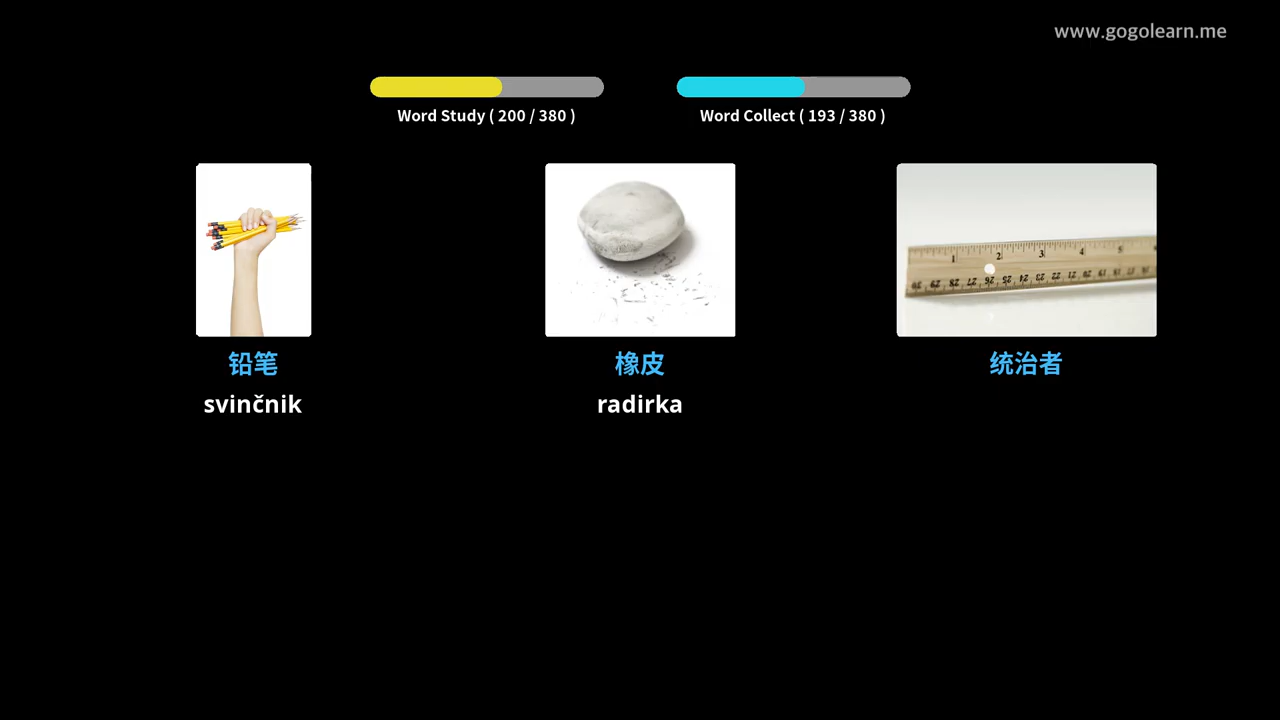 www.gogolearn.me
Word Study ( 200 / 380 )
Word Collect ( 193 / 380 )
铅笔
橡皮
统治者
svinčnik
radirka